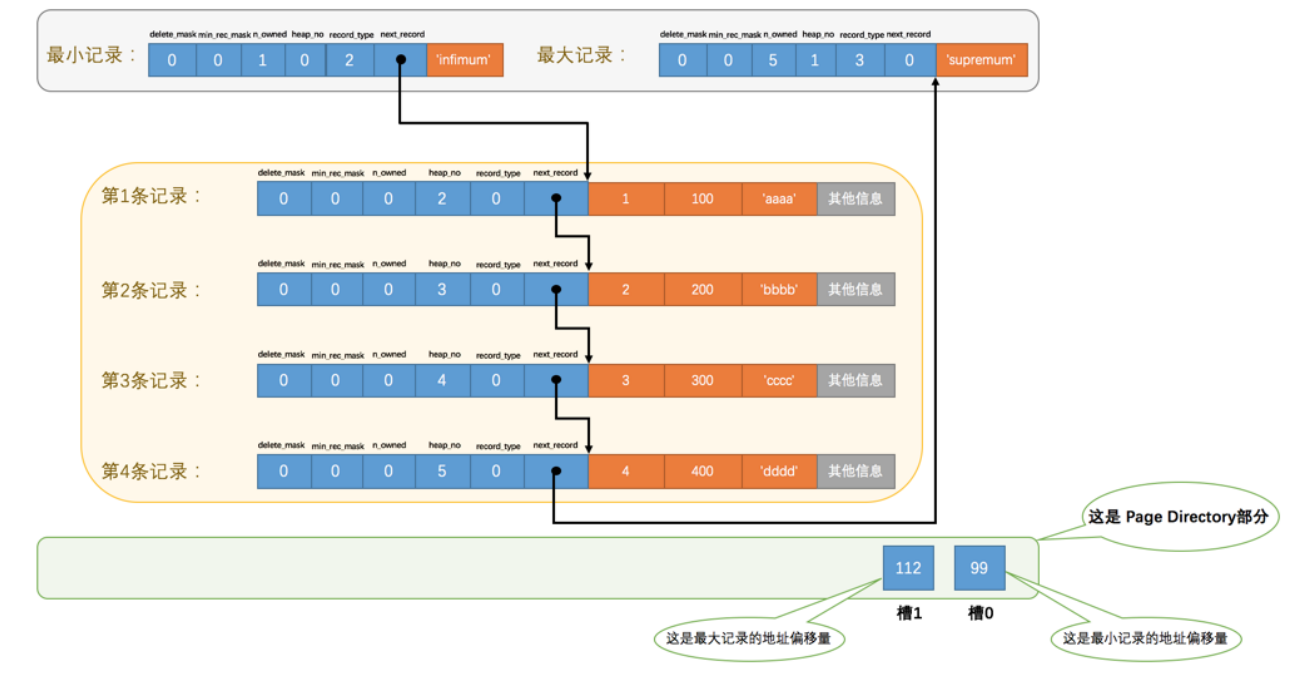 delete_mask min_rec_mask n_owned heap_no record_type next_record
最小记录： 0 0 1 0 2 'infimum'
delete_mask min_rec_mask n_owned heap_no record_type next_record
最大记录： 0 0 5 1 3 0 'supremum'
delete_mask min_rec_mask n_owned heap_no record_type next_record
第1条记录： 0 0 0 2 0 1 100 'aaaa' 其他信息
delete_mask min_rec_mask n_owned heap_no record_type next_record
第2条记录： 0 0 0 3 0 2 200 'bbbb' 其他信息
delete_mask min_rec_mask n_owned heap_no record_type next_record
第3条记录： 0 0 0 4 0 3 300 'cccc' 其他信息
delete_mask min_rec_mask n_owned heap_no record_type next_record
第4条记录： 0 0 0 5 0 4 400 'dddd' 其他信息
这是 Page Directory部分
112 99
槽1 槽0
这是最大记录的地址偏移量
这是最小记录的地址偏移量